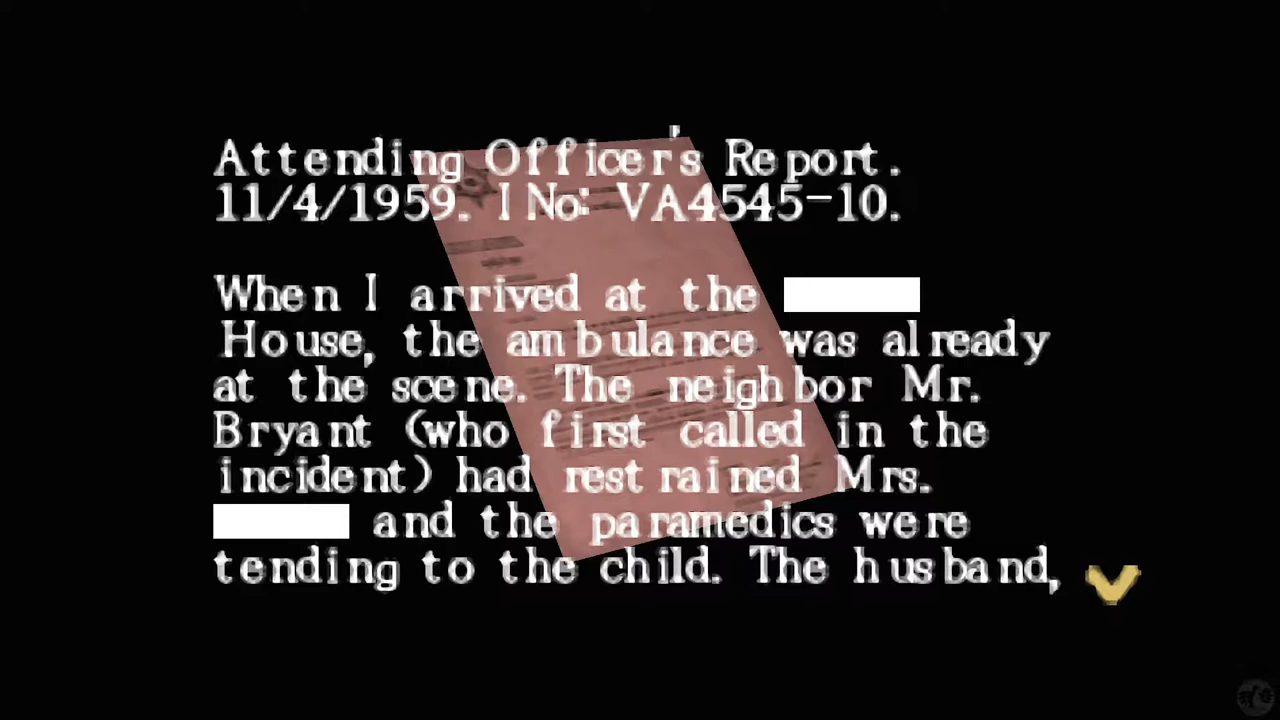 Attending Officer's Report.
11/4/1959. I No: VA4545-10.
When I arrived at the
House, the ambulance was already
at the scene. The neighbor Mr.
Bryant (who first called in the
incident) had restrained Mrs.
and the paramedics were
tending to the child. The husband,